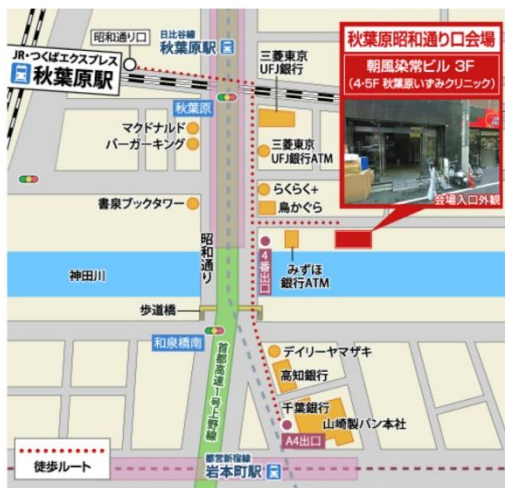 日比谷線
秋葉原駅
昭和通り口
JR・つくばエクスプレス
秋葉原駅
秋葉原昭和通り口会場
朝風染常ビル 3F
(4・5F 秋葉原いずみクリニック)
会場入口外観
三菱東京
UFJ銀行
秋葉原
マクドナルド
バーガーキング
三菱東京
UFJ銀行ATM
らくらく+
鳥かぐら
書泉ブックタワー
昭和通り
4番出口
みずほ
銀行ATM
神田川
歩道橋
和泉橋南
首都高速1号上野線
デイリーヤマザキ
高知銀行
千葉銀行
山崎製パン本社
A4出口
徒歩ルート
都営新宿線
岩本町駅